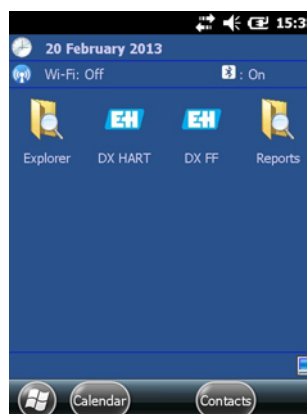 15:3
20 February 2013
Wi-Fi: Off : On
E+H E+H
Explorer DX HART DX FF Reports
Calendar Contacts